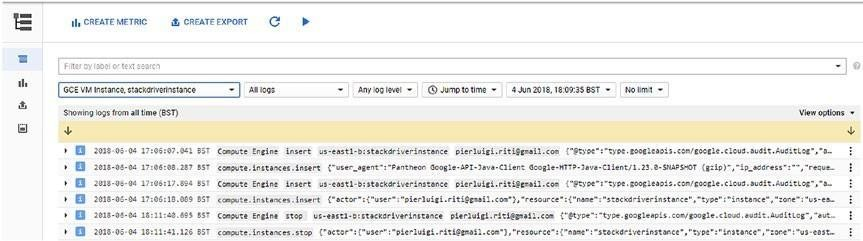 CREATE METRIC CREATE EXPORT
Filter by label or text search
GCE VM Instance, stackdriverinstance All logs Any log level Jump to time 4 Jun 2018, 18:09:35 BST No limit
Showing logs from all time (BST) View options
2018-06-04 17:06:07.041 BST Compute Engine insert us-east1-b:stackdriverinstance pierluigi.riti@gmail.com {"@type":"type.googleapis.com/google.cloud.audit.AuditLog","a…
2018-06-04 17:06:08.287 BST compute.instances.insert {"user_agent":"Pantheon Google-API-Java-Client Google-HTTP-Java-Client/1.23.0-SNAPSHOT (gzip)","ip_address":"","reque…
2018-06-04 17:06:17.894 BST Compute Engine insert us-east1-b:stackdriverinstance pierluigi.riti@gmail.com {"@type":"type.googleapis.com/google.cloud.audit.AuditLog","a…
2018-06-04 17:06:18.089 BST compute.instances.insert {"actor":{"user":"pierluigi.riti@gmail.com"},"resource":{"name":"stackdriverinstance","type":"instance","zone":"us-east…
2018-06-04 18:11:40.695 BST Compute Engine stop us-east1-b:stackdriverinstance pierluigi.riti@gmail.com {"@type":"type.googleapis.com/google.cloud.audit.AuditLog","aut…
2018-06-04 18:11:41.126 BST compute.instances.stop {"actor":{"user":"pierluigi.riti@gmail.com"},"resource":{"name":"stackdriverinstance","type":"instance","zone":"us-east-…